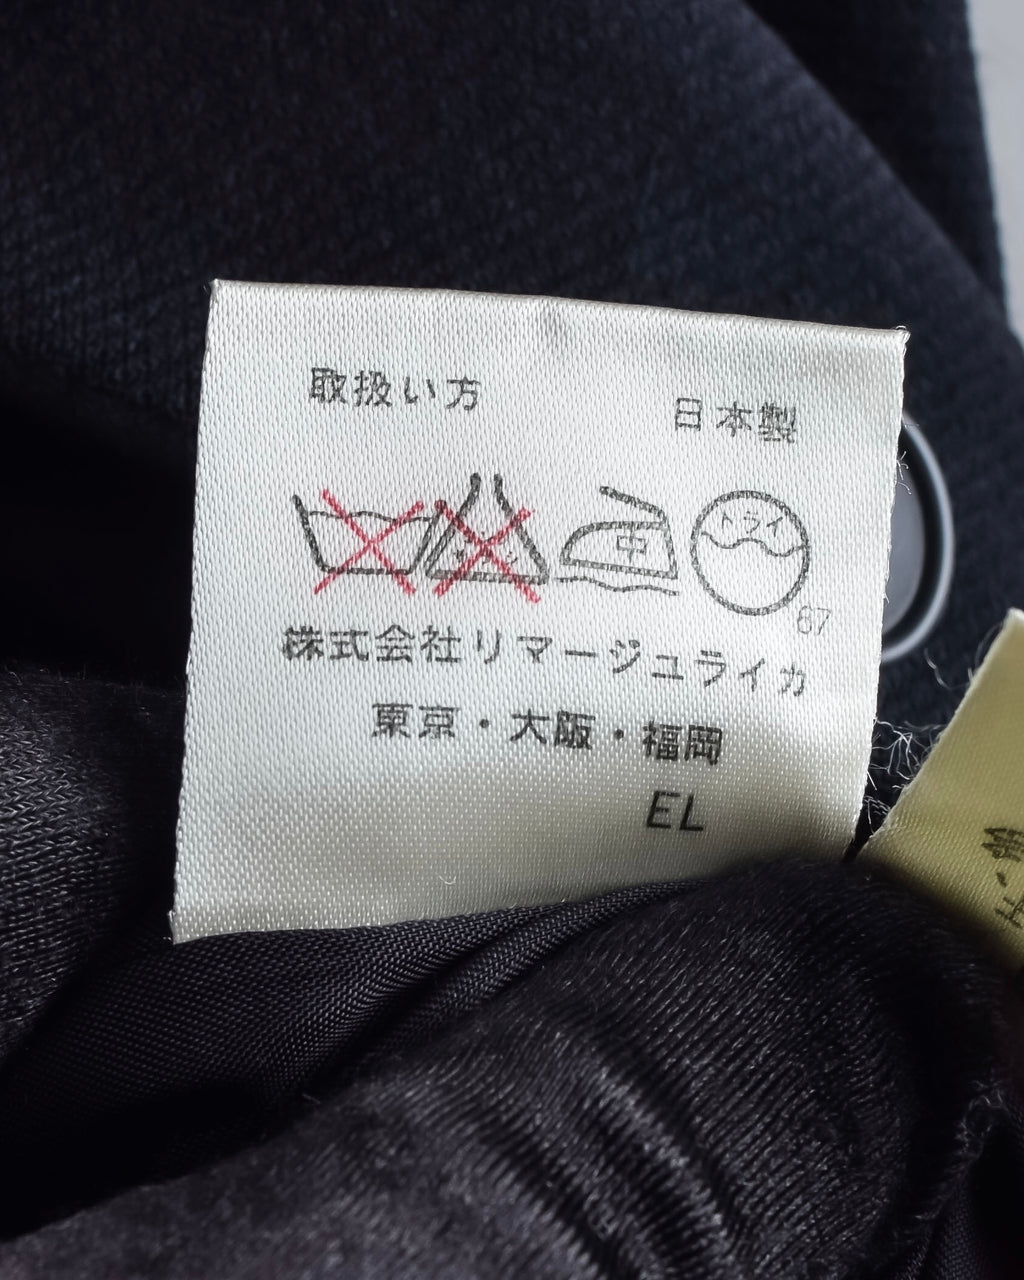 取扱い方
日本製
中
ドライ
67
株式会社リマージュライカ
東京・大阪・福岡
EL